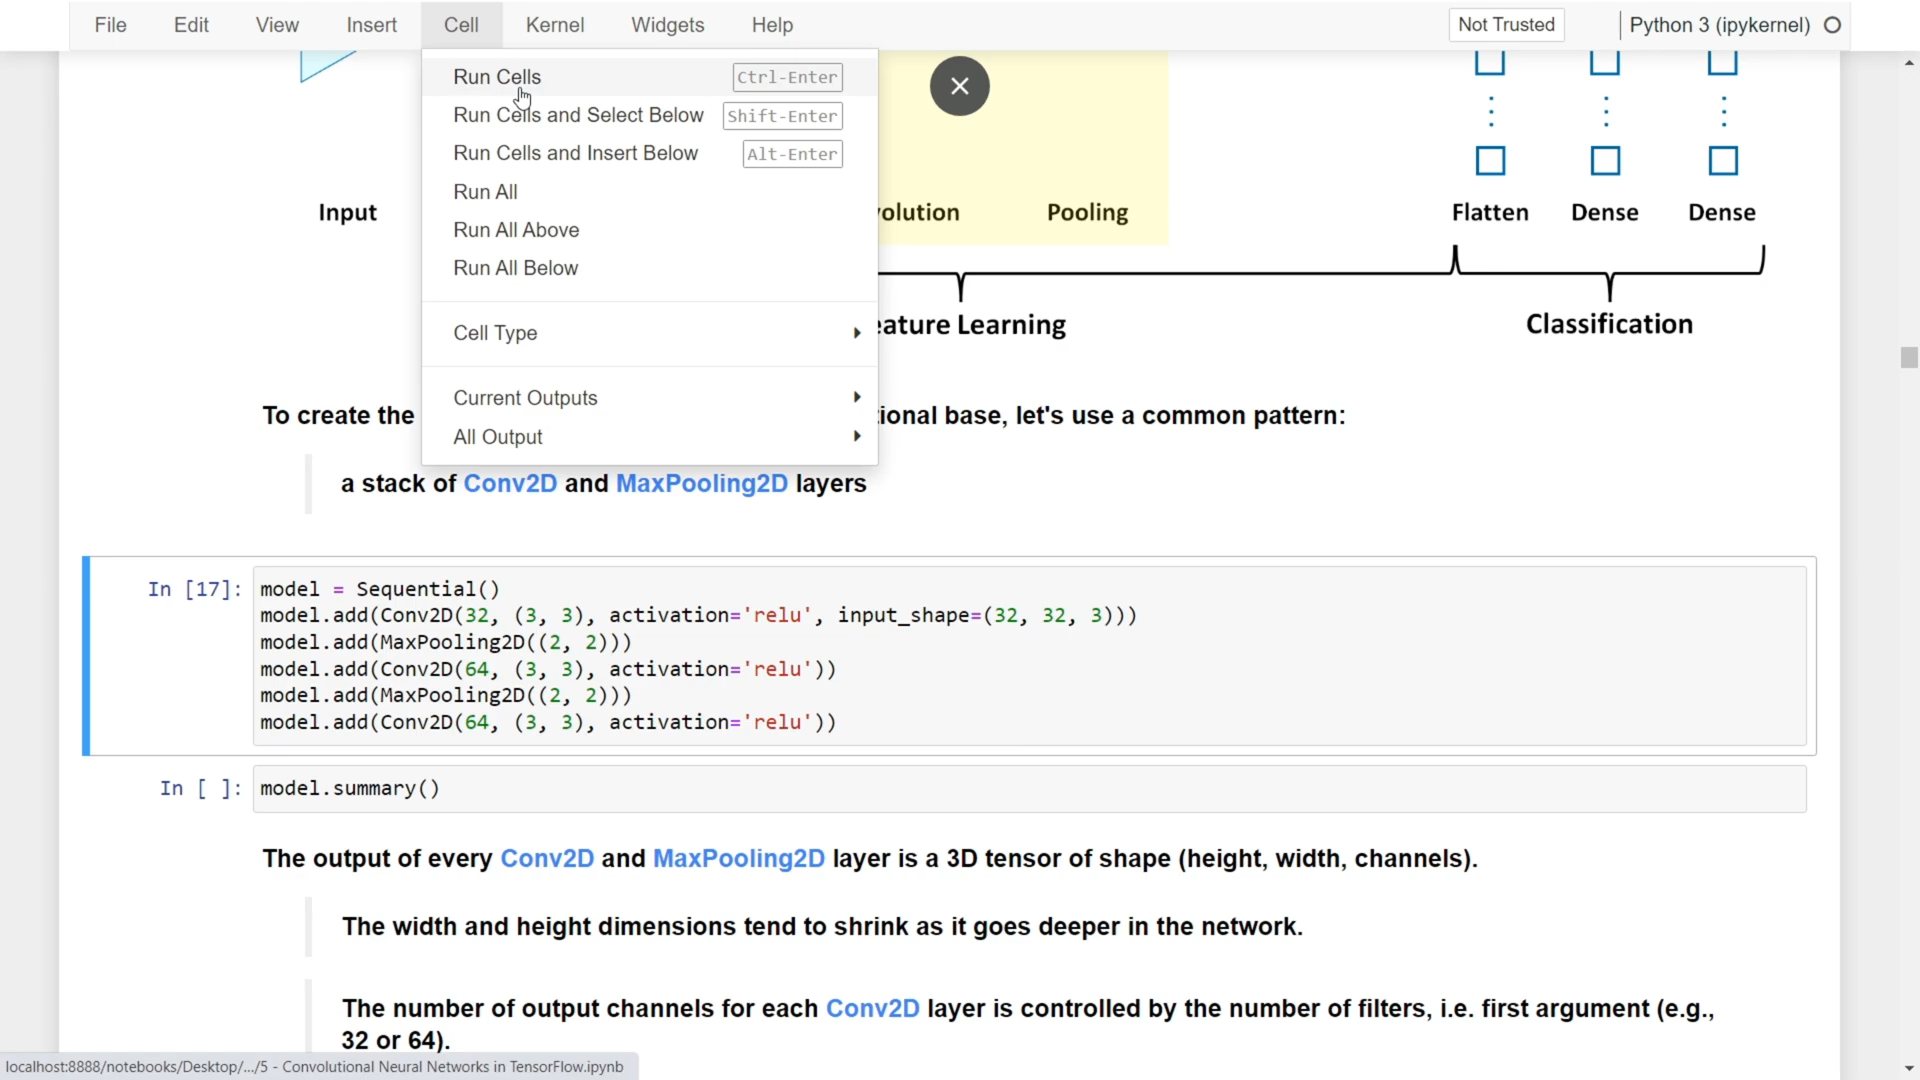 File Edit View Insert Cell Kernel Widgets Help Not Trusted Python 3 (ipykernel)
Run Cells Ctrl-Enter
Run Cells and Select Below Shift-Enter
Run Cells and Insert Below Alt-Enter
Run All
Run All Above
Run All Below
Cell Type
Current Outputs
All Output
Input olution Pooling Flatten Dense Dense
eature Learning Classification
To create the ional base, let's use a common pattern:
a stack of Conv2D and MaxPooling2D layers
In [17]: model = Sequential()
model.add(Conv2D(32, (3, 3), activation='relu', input_shape=(32, 32, 3)))
model.add(MaxPooling2D((2, 2)))
model.add(Conv2D(64, (3, 3), activation='relu'))
model.add(MaxPooling2D((2, 2)))
model.add(Conv2D(64, (3, 3), activation='relu'))
In [ ]: model.summary()
The output of every Conv2D and MaxPooling2D layer is a 3D tensor of shape (height, width, channels).
The width and height dimensions tend to shrink as it goes deeper in the network.
The number of output channels for each Conv2D layer is controlled by the number of filters, i.e. first argument (e.g.,
32 or 64).
localhost:8888/notebooks/Desktop/.../5 - Convolutional Neural Networks in TensorFlow.ipynb